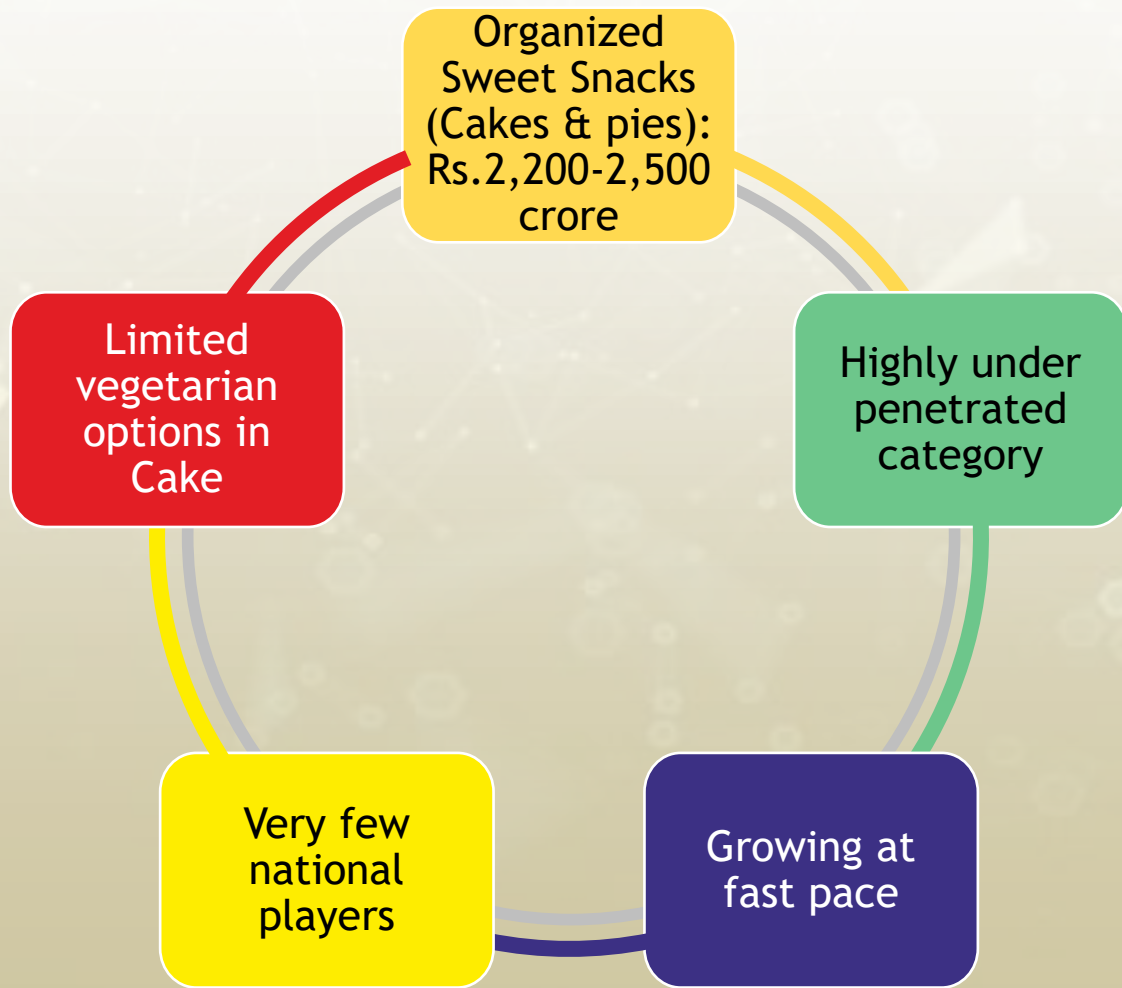 Organized
Sweet Snacks
(Cakes & pies):
Rs.2,200-2,500
crore
Highly under
penetrated
category
Growing at
fast pace
Very few
national
players
Limited
vegetarian
options in
Cake